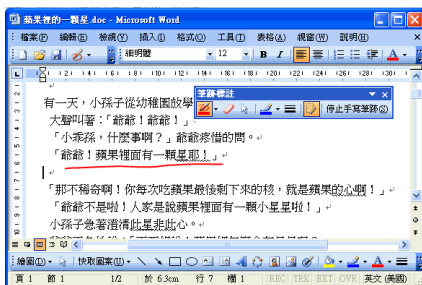 蘋果裡的一顆星.doc - Microsoft Word
檔案(F) 編輯(E) 檢視(V) 插入(I) 格式(O) 工具(T) 表格(A) 視窗(W) 說明(H)
細明體 12 B I
有一天，小孫子從幼稚園放學
筆跡標註
停止手寫筆跡(S)
大聲叫著：「爺爺！爺爺！」
「小乖孫，什麼事啊？」爺爺疼惜的問。
「爺爺！蘋果裡面有一顆星耶！」
「那不稀奇啊！你每次吃蘋果最後剩下來的核，就是蘋果的心啊！」
「爺爺不是啦！人家是說蘋果裡面有一顆小星星啦！」
小孫子急著澄清此星非此心。
繪圖(D) 快取圖案(U)
頁 1 節 1 1/2 於 6.3cm 行 7 欄 1 REC TRK EXT OVR 英文 (美國)